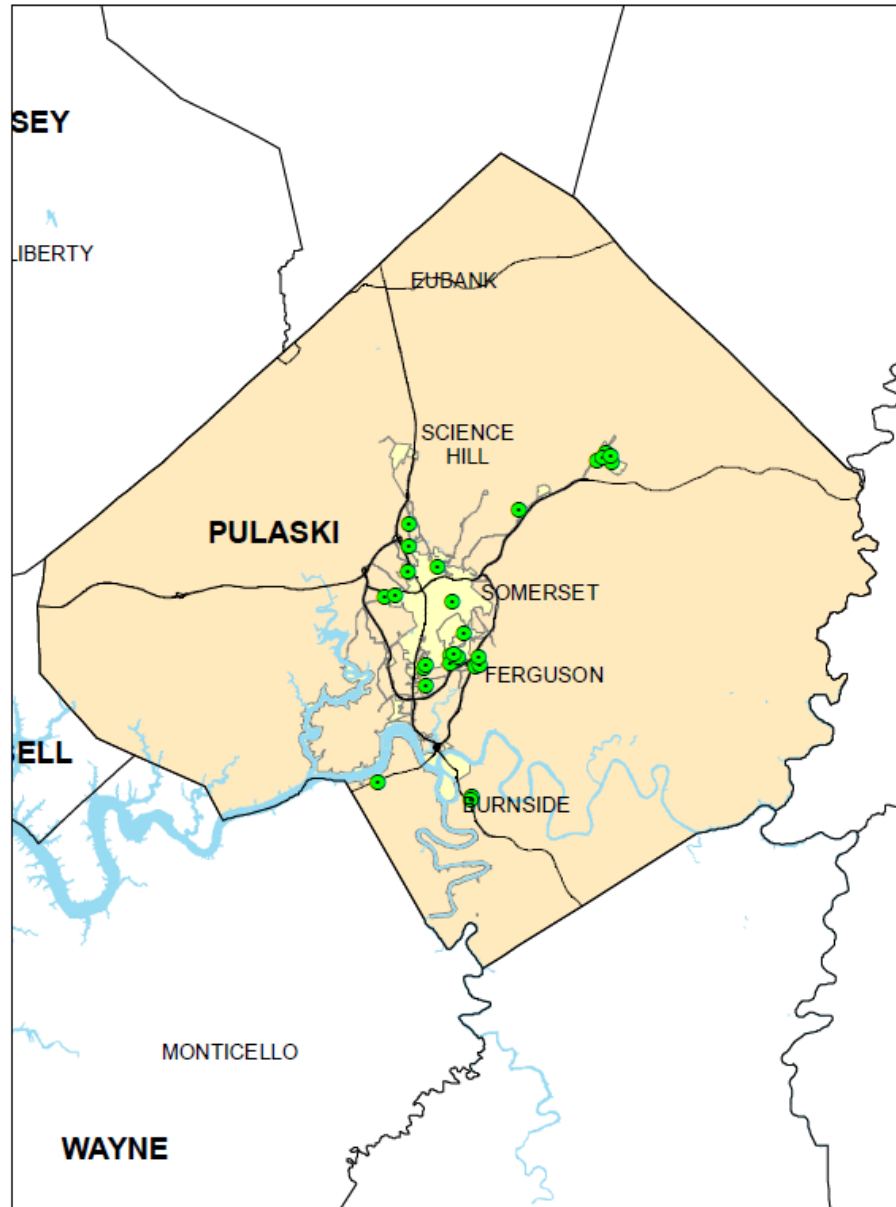 SEY
LIBERTY
EUBANK
SCIENCE
HILL
PULASKI
SOMERSET
FERGUSON
SELL
BURNSIDE
MONTICELLO
WAYNE